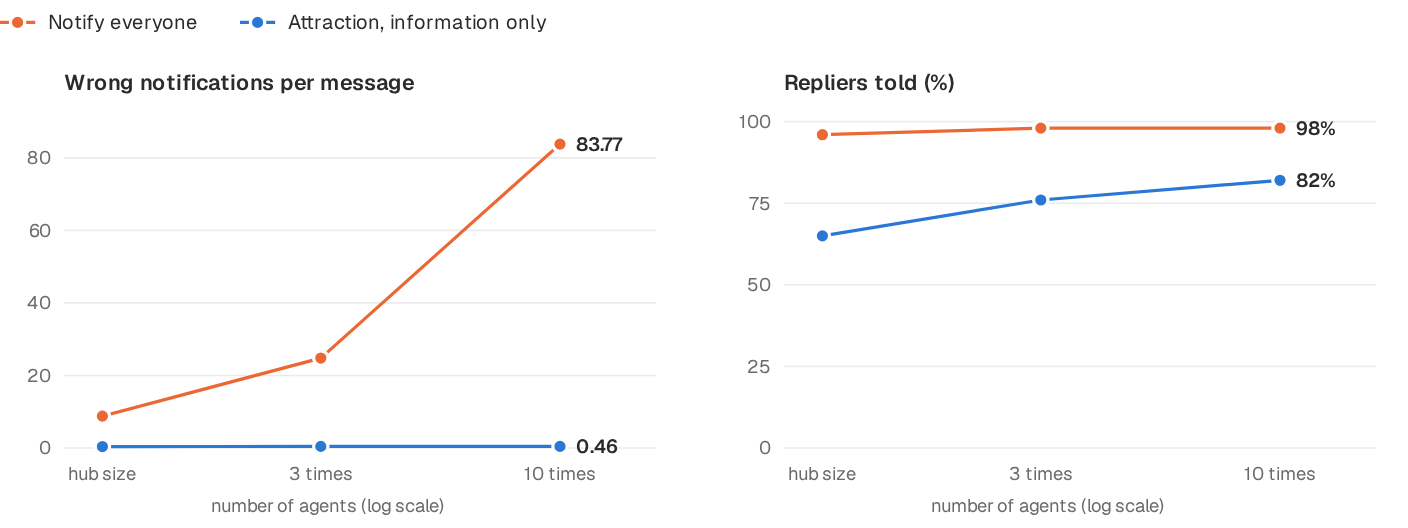 Notify everyone
Attraction, information only
Wrong notifications per message
80
60
40
20
0
83.77
0.46
hub size
3 times
10 times
number of agents (log scale)
Repliers told (%)
100
75
50
25
0
98%
82%
hub size
3 times
10 times
number of agents (log scale)